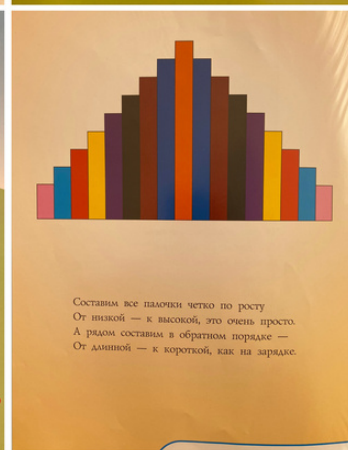 Составим все палочки четко по росту
От низкой — к высокой, это очень просто.
А рядом составим в обратном порядке —
От длинной — к короткой, как на зарядке.